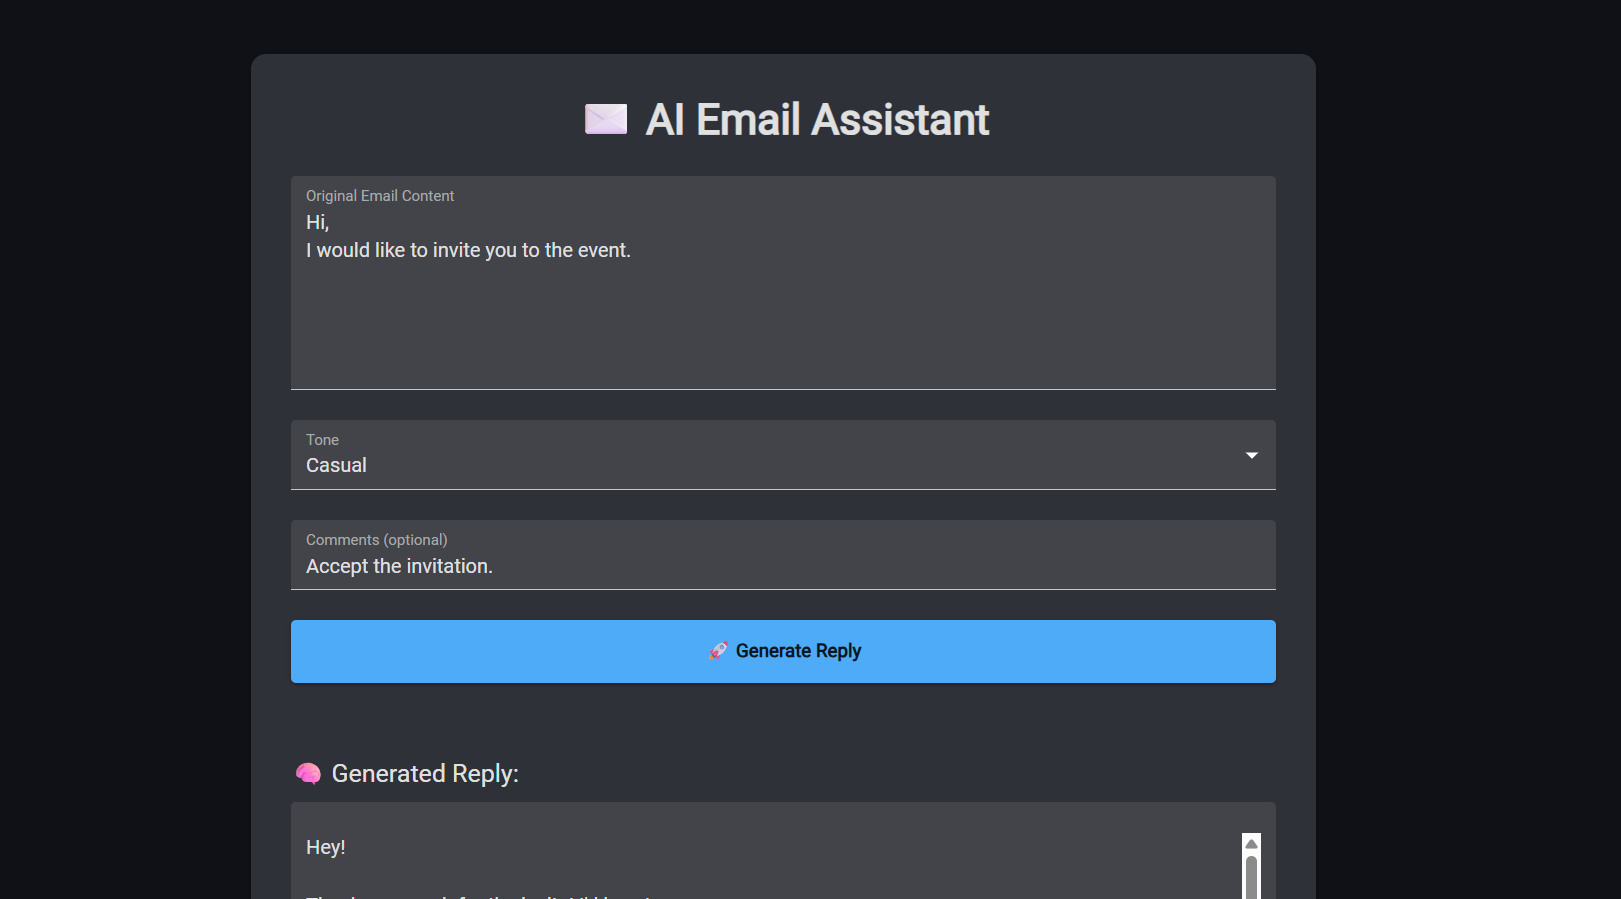 AI Email Assistant
Original Email Content
Hi,
I would like to invite you to the event.
Tone
Casual
Comments (optional)
Accept the invitation.
Generate Reply
Generated Reply:
Hey!